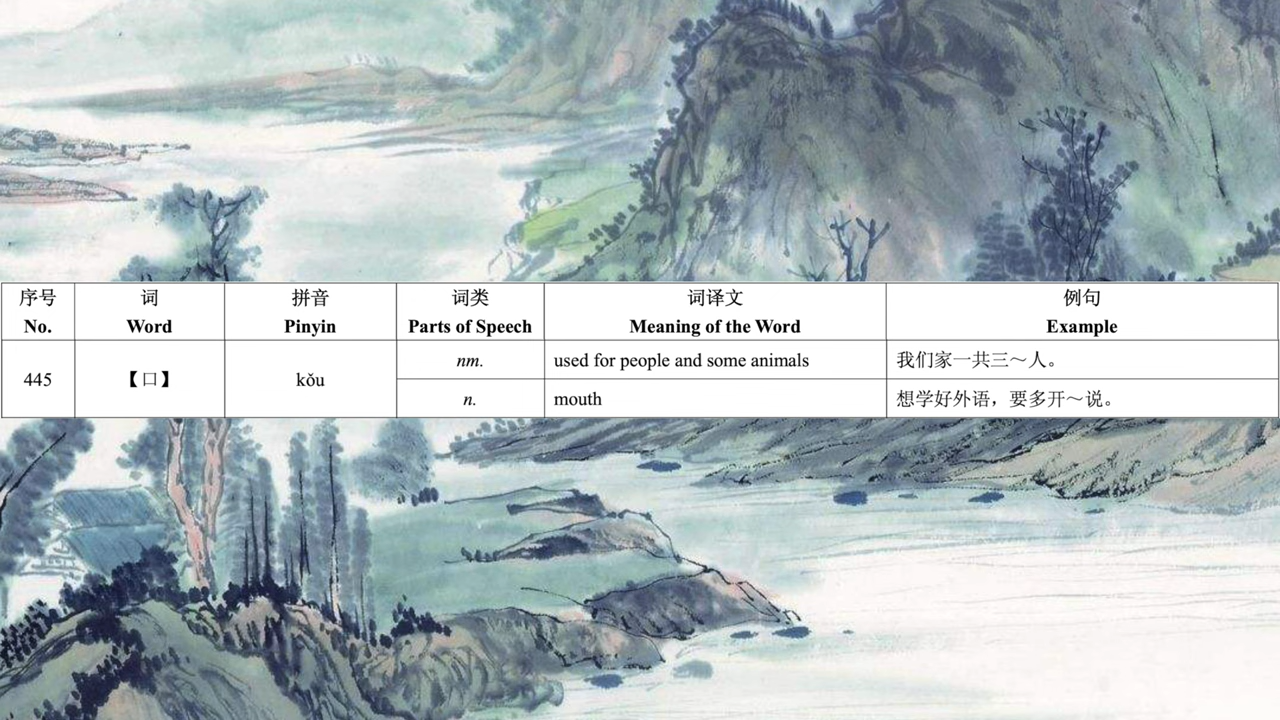 序号 词 拼音 词类 词译文 例句
No. Word Pinyin Parts of Speech Meaning of the Word Example
445 【口】 kǒu nm. used for people and some animals 我们家一共三～人。
n. mouth 想学好外语，要多开～说。